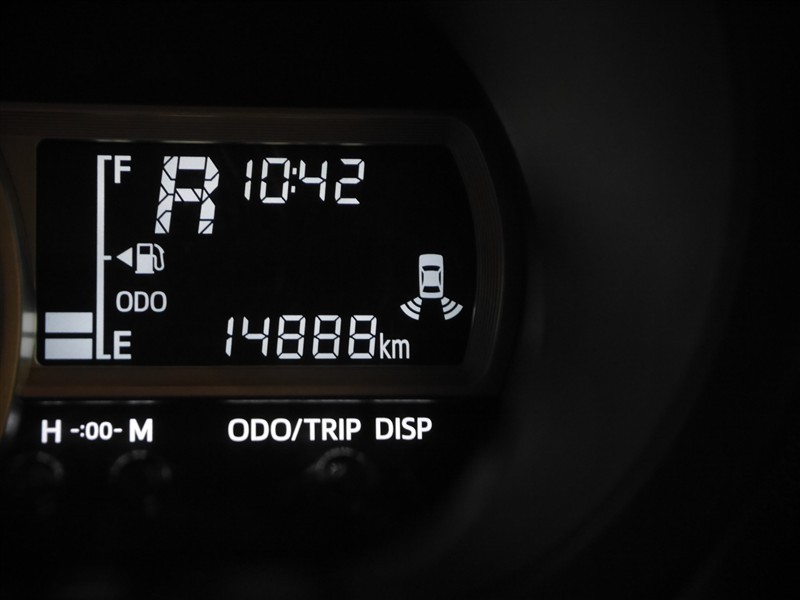 F
R 10:42
ODO
E 14888km
H -:00- M ODO/TRIP DISP